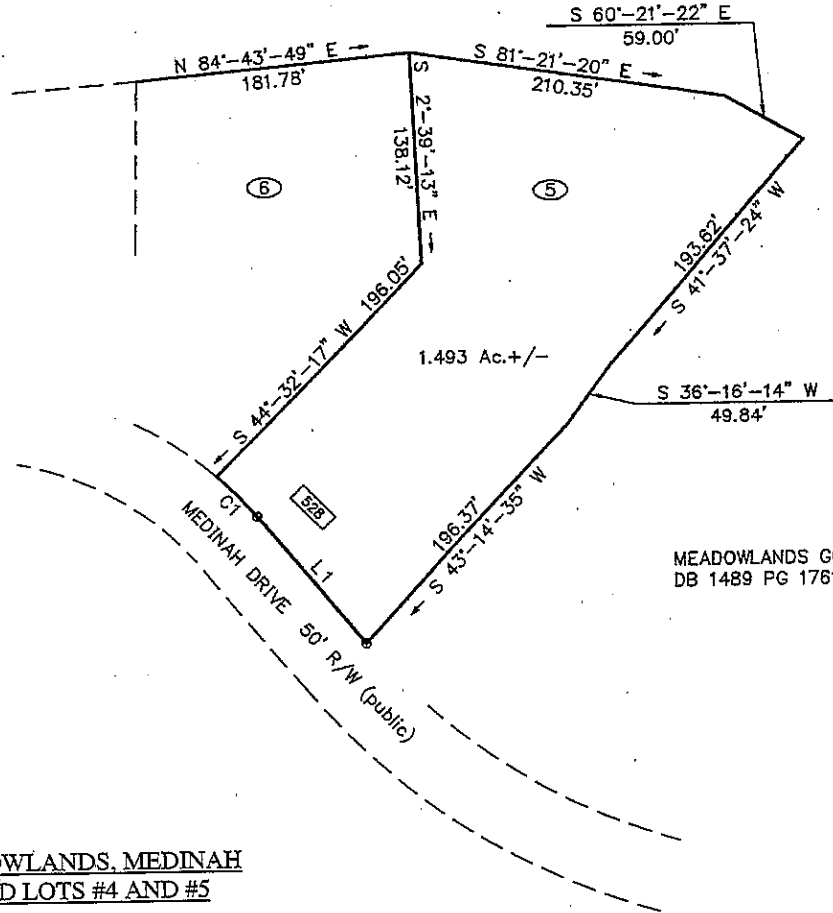 S 60°-21'-22" E
59.00'
N 84°-43'-49" E
181.78'
S 81°-21'-20" E
210.35'
S 2°-39'-13" E
138.12'
6
5
193.62'
S 41°-37'-24" W
S 44°-32'-17" W 196.05'
1.493 Ac.+/-
S 36°-16'-14" W
49.84'
C1
528
L1
196.37'
S 43°-14'-35" W
MEDINAH DRIVE 50' R/W (public)
MEADOWLANDS G
DB 1489 PG 176
OWLANDS, MEDINAH
D LOTS #4 AND #5